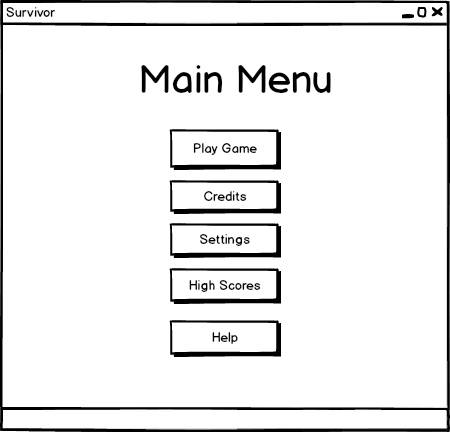 Survivor
Main Menu
Play Game
Credits
Settings
High Scores
Help